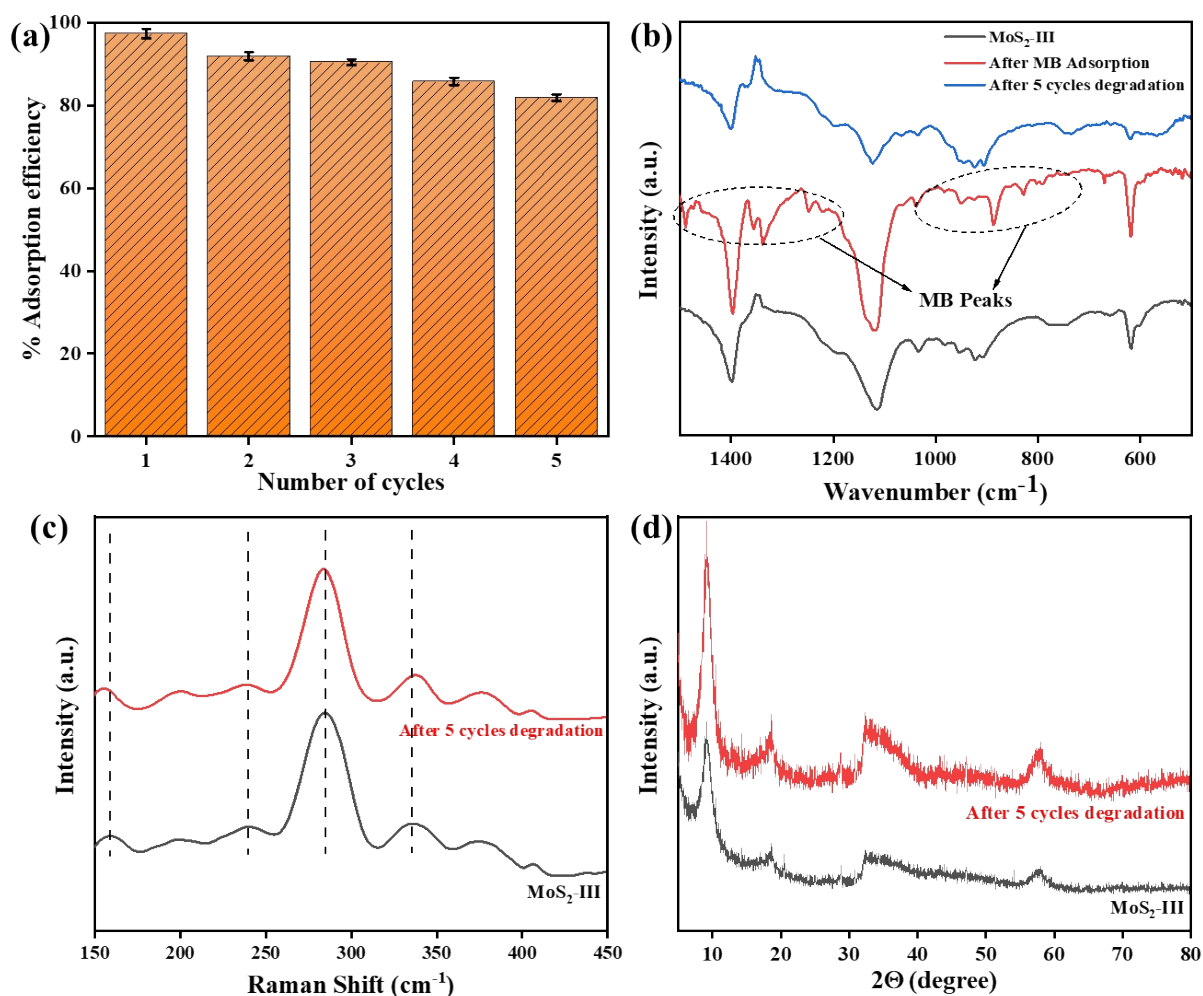 (a)
100
80
60
40
20
0
% Adsorption efficiency
1 2 3 4 5
Number of cycles
(b)
MoS₂-III
After MB Adsorption
After 5 cycles degradation
MB Peaks
Intensity (a.u.)
1400 1200 1000 800 600
Wavenumber (cm⁻¹)
(c)
After 5 cycles degradation
MoS₂-III
Intensity (a.u.)
150 200 250 300 350 400 450
Raman Shift (cm⁻¹)
(d)
After 5 cycles degradation
MoS₂-III
Intensity (a.u.)
10 20 30 40 50 60 70 80
2Θ (degree)